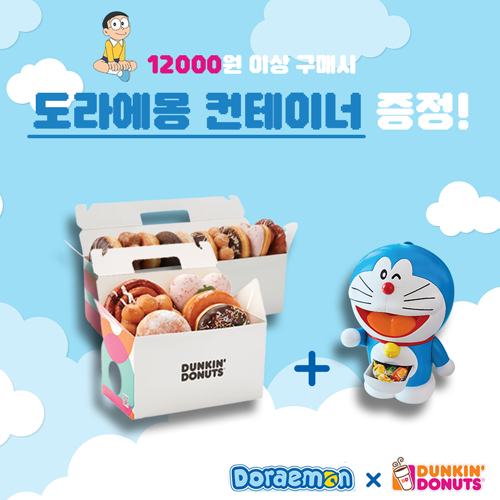 12000원 이상 구매시
도라에몽 컨테이너 증정!
DUNKIN'
DONUTS
+
Doraemon × DUNKIN'
DONUTS